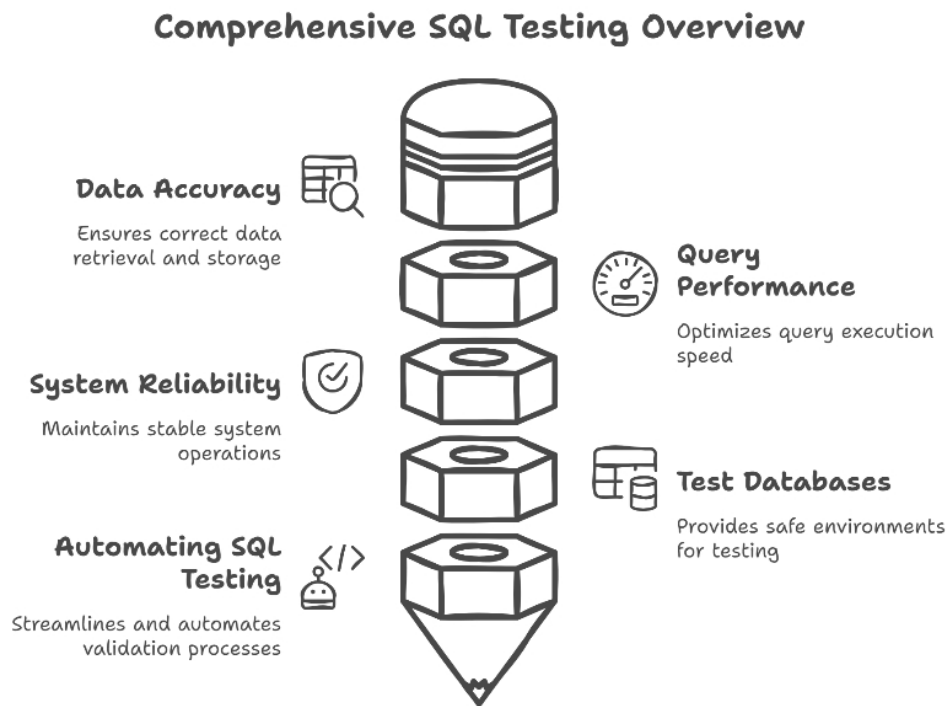 Comprehensive SQL Testing Overview
Data Accuracy
Ensures correct data
retrieval and storage
Query
Performance
Optimizes query execution
speed
System Reliability
Maintains stable system
operations
Test Databases
Provides safe environments
for testing
Automating SQL
Testing
Streamlines and automates
validation processes